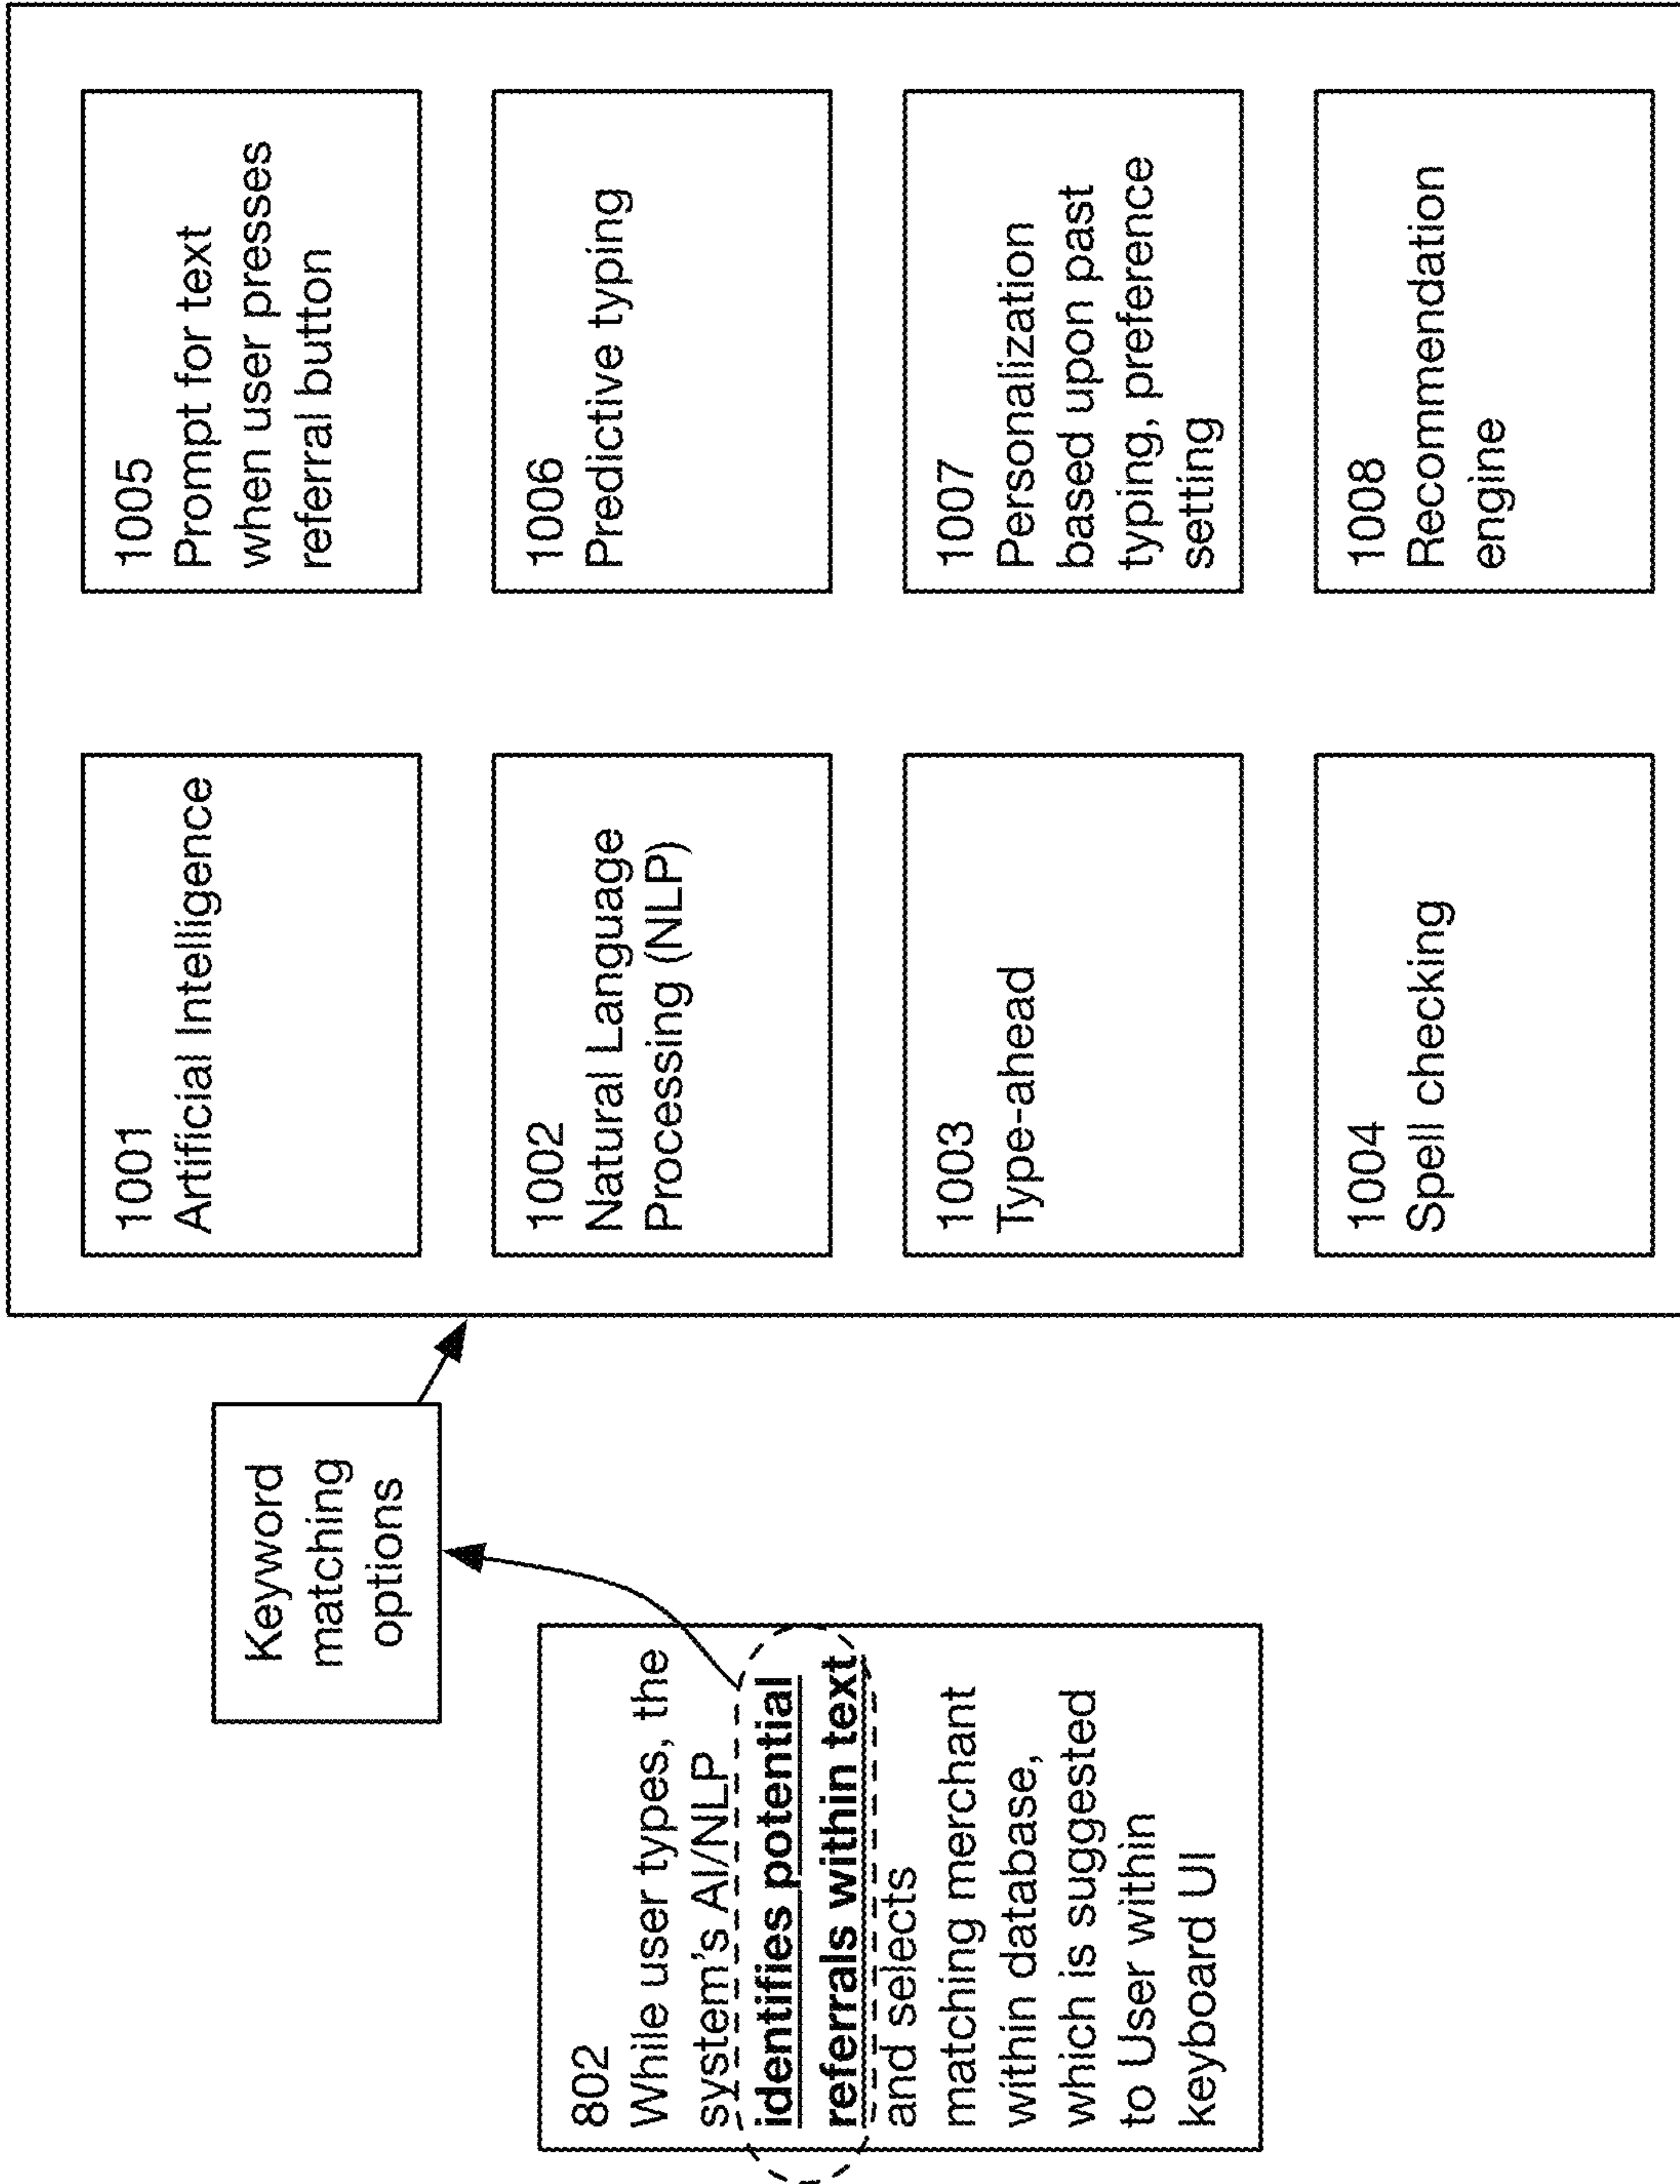 802
While user types, the
system's AI/NLP
identifies potential
referrals within text
and selects
matching merchant
within database,
which is suggested
to User within
keyboard UI
Keyword
matching
options
1001
Artificial Intelligence
1002
Natural Language
Processing (NLP)
1003
Type-ahead
1004
Spell checking
1005
Prompt for text
when user presses
referral button
1006
Predictive typing
1007
Personalization
based upon past
typing, preference
setting
1008
Recommendation
engine